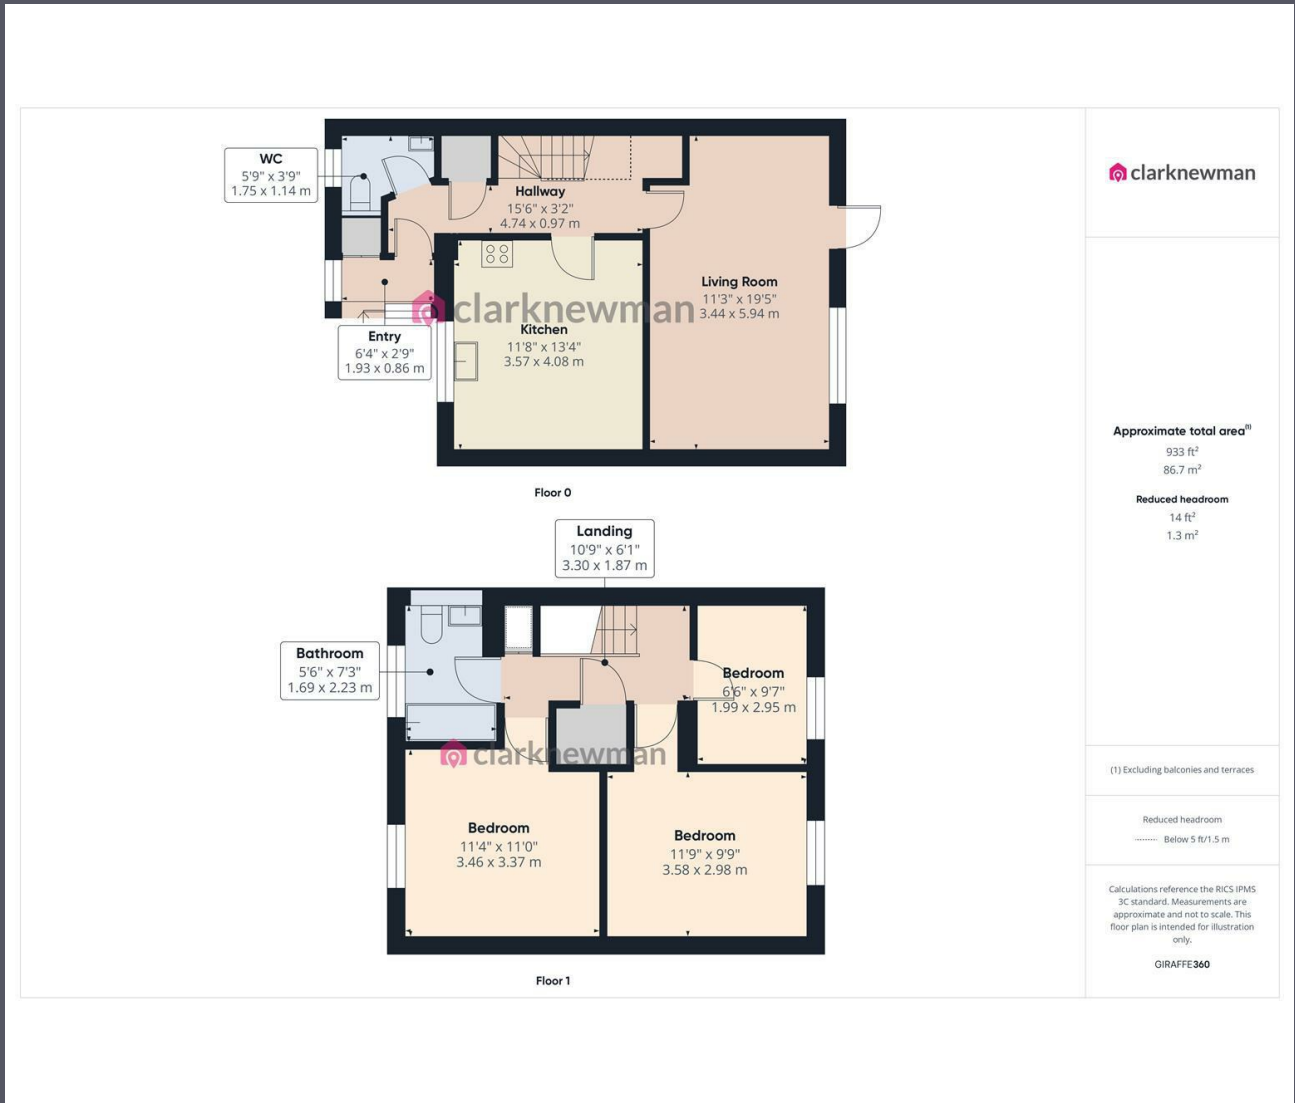 WC
5'9" x 3'9"
1.75 x 1.14 m
Hallway
15'6" x 3'2"
4.74 x 0.97 m
Living Room
11'3" x 19'5"
3.44 x 5.94 m
clarknewman
Kitchen
11'8" x 13'4"
3.57 x 4.08 m
Entry
6'4" x 2'9"
1.93 x 0.86 m
Floor 0
Landing
10'9" x 6'1"
3.30 x 1.87 m
Bathroom
5'6" x 7'3"
1.69 x 2.23 m
Bedroom
6'6" x 9'7"
1.99 x 2.95 m
clarknewman
Bedroom
11'4" x 11'0"
3.46 x 3.37 m
Bedroom
11'9" x 9'9"
3.58 x 2.98 m
Floor 1
clarknewman
Approximate total area(1)
933 ft²
86.7 m²
Reduced headroom
14 ft²
1.3 m²
(1) Excluding balconies and terraces
Reduced headroom
Below 5 ft/1.5 m
Calculations reference the RICS IPMS
3C standard. Measurements are
approximate and not to scale. This
floor plan is intended for illustration
only.
GIRAFFE360